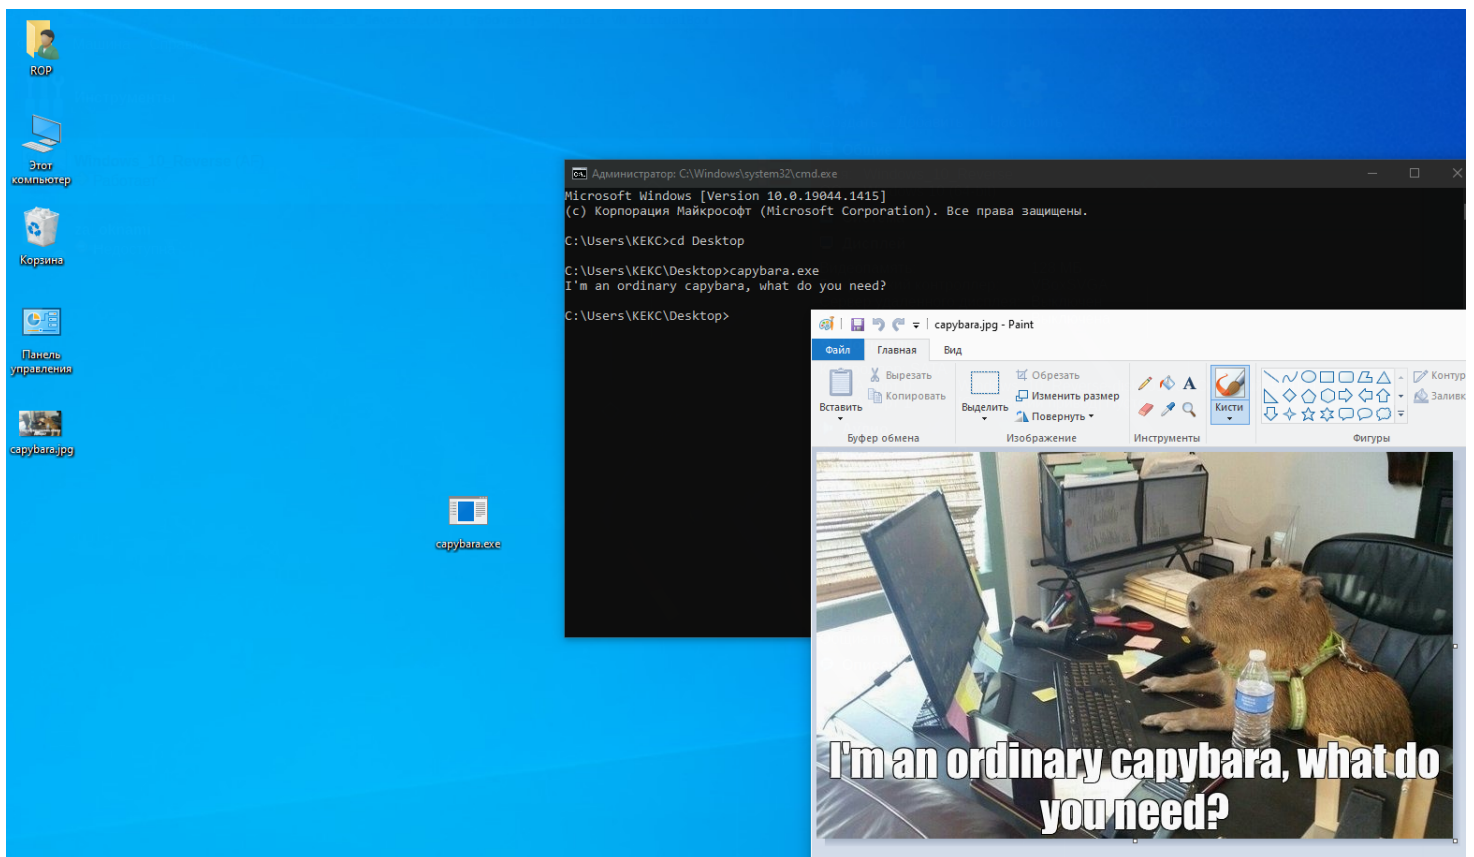 ROP
Этот
компьютер
Корзина
Панель
управления
capybara.jpg
capybara.exe
Администратор: C:\Windows\system32\cmd.exe
Microsoft Windows [Version 10.0.19044.1415]
(c) Корпорация Майкрософт (Microsoft Corporation). Все права защищены.
C:\Users\KEKC>cd Desktop
C:\Users\KEKC\Desktop>capybara.exe
I'm an ordinary capybara, what do you need?
C:\Users\KEKC\Desktop>
capybara.jpg - Paint
Файл Главная Вид
Вставить
Вырезать
Копировать
Буфер обмена
Выделить
Обрезать
Изменить размер
Повернуть
Изображение
A
Инструменты
Кисти
Контур
Заливк
Фигуры
I'm an ordinary capybara, what do
you need?